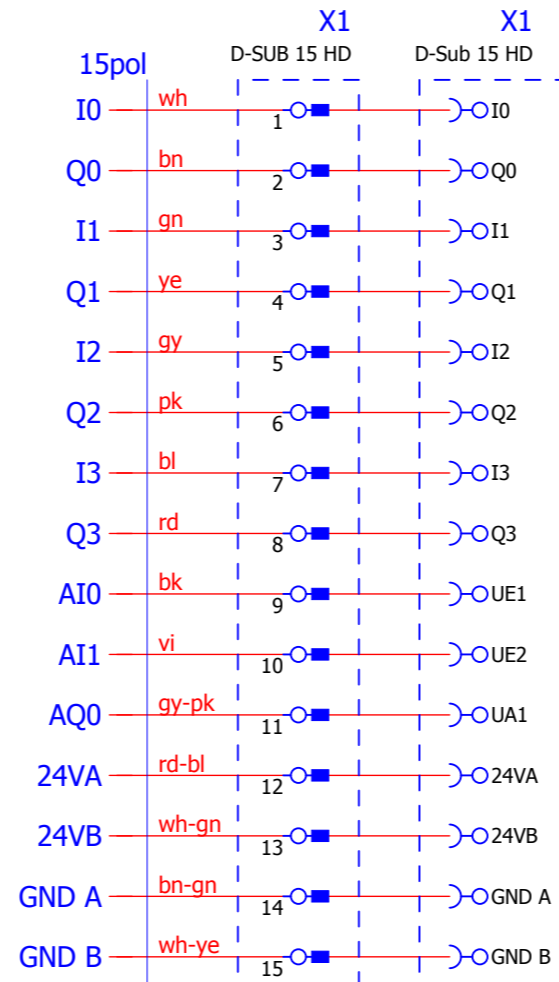 X1 X1
D-SUB 15 HD D-Sub 15 HD
15pol
I0 wh 1 I0
Q0 bn 2 Q0
I1 gn 3 I1
Q1 ye 4 Q1
I2 gy 5 I2
Q2 pk 6 Q2
I3 bl 7 I3
Q3 rd 8 Q3
AI0 bk 9 UE1
AI1 vi 10 UE2
AQ0 gy-pk 11 UA1
24VA rd-bl 12 24VA
24VB wh-gn 13 24VB
GND A bn-gn 14 GND A
GND B wh-ye 15 GND B